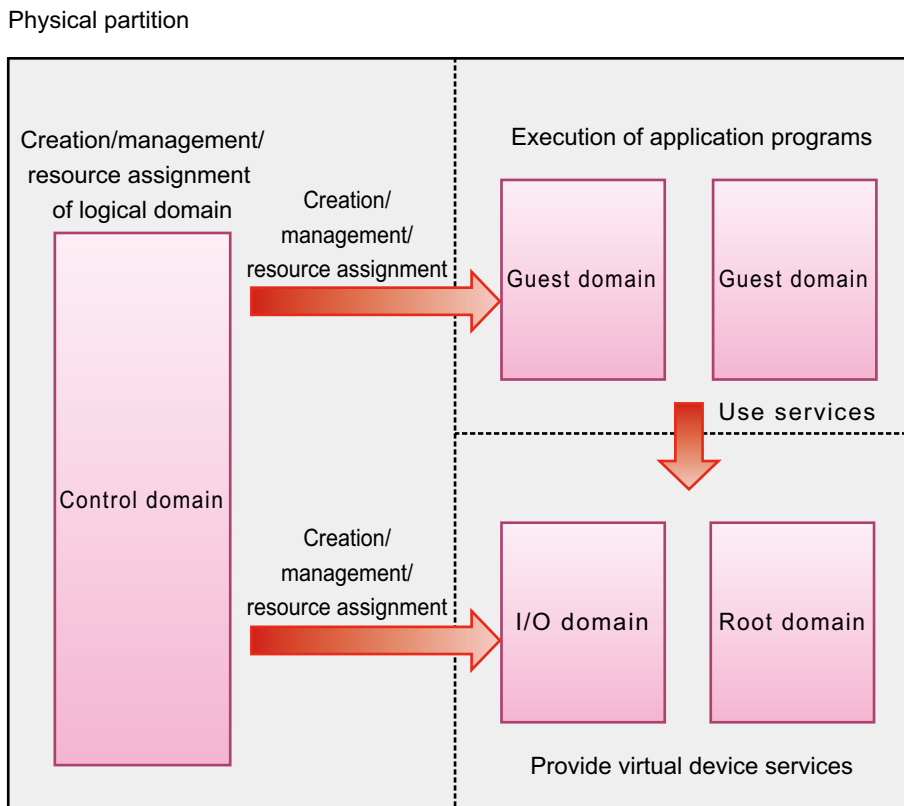 Physical partition
Creation/management/
resource assignment
of logical domain
Control domain
Creation/
management/
resource assignment
Creation/
management/
resource assignment
Execution of application programs
Guest domain
Guest domain
Use services
I/O domain
Root domain
Provide virtual device services